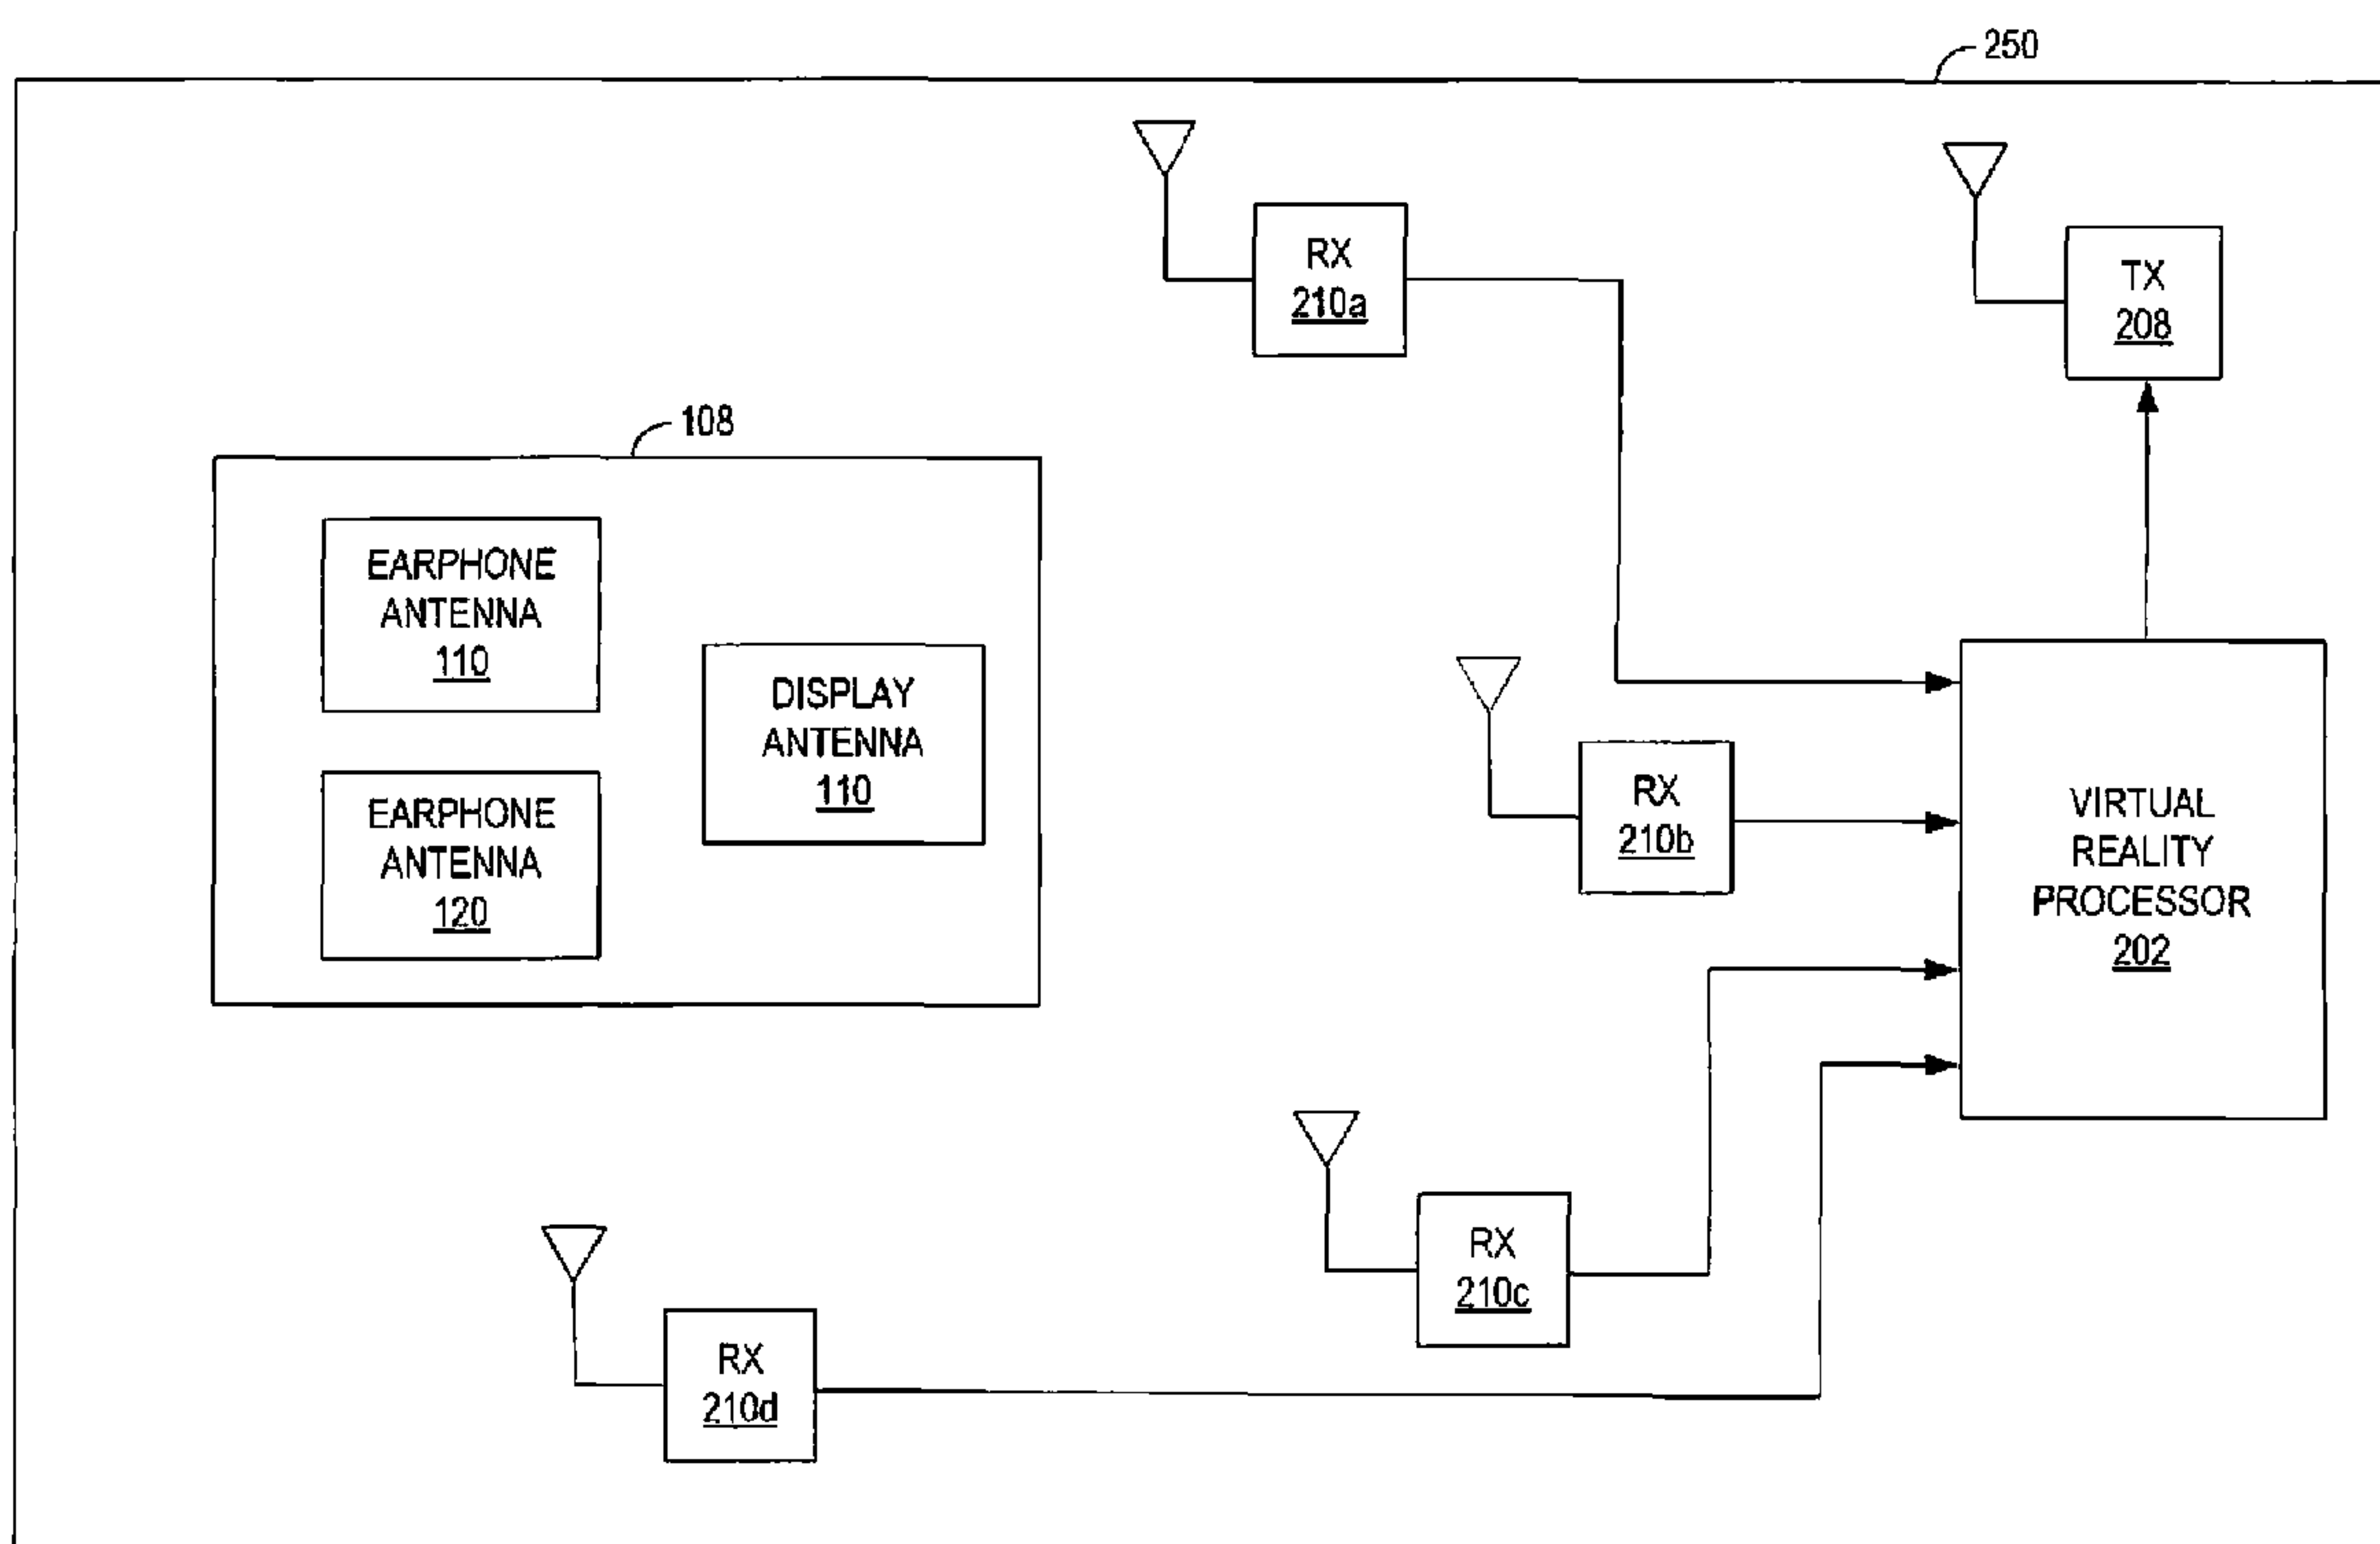 250
RX
210a
TX
208
108
EARPHONE
ANTENNA
110
DISPLAY
ANTENNA
110
EARPHONE
ANTENNA
120
RX
210b
VIRTUAL
REALITY
PROCESSOR
202
RX
210c
RX
210d